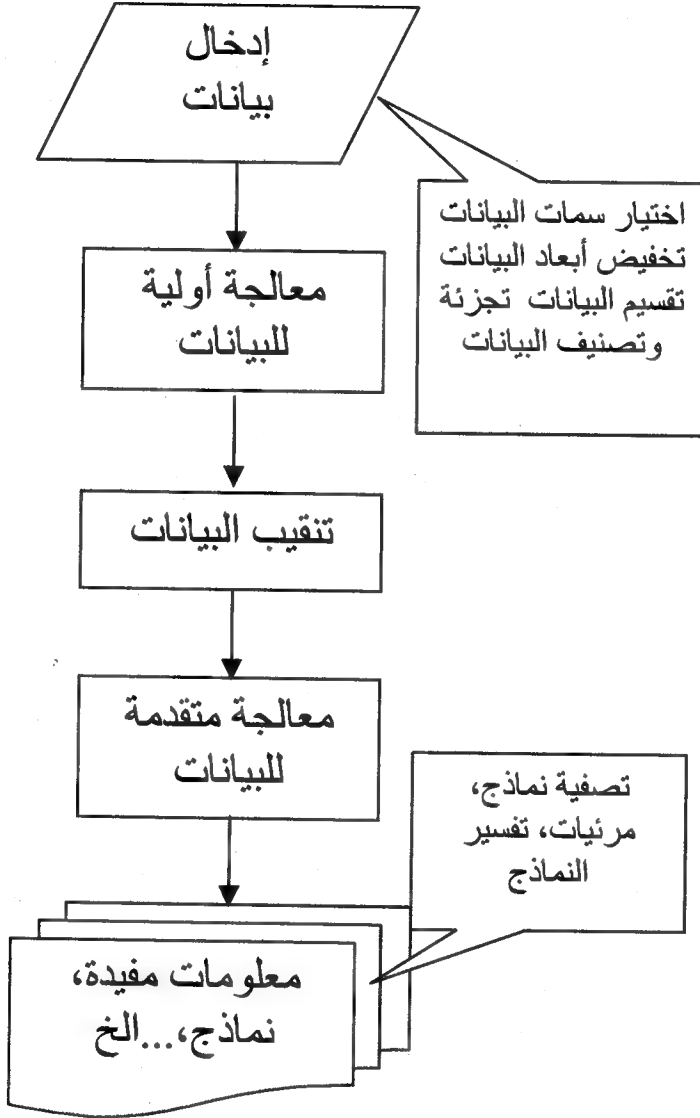 إدخال
بيانات
اختيار سمات البيانات
تخفيض أبعاد البيانات
تقسيم البيانات تجزئة
وتصنيف البيانات
معالجة أولية
للبيانات
تنقيب البيانات
معالجة متقدمة
للبيانات
تصفية نماذج،
مرئيات، تفسير
النماذج
معلومات مفيدة،
نماذج،...الخ